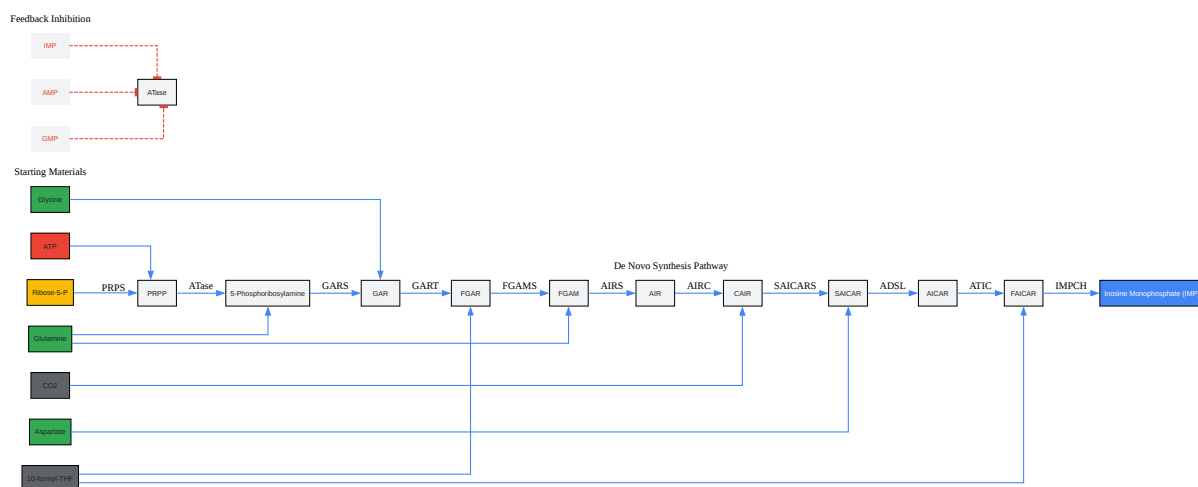 Feedback Inhibition
IMP
AMP
ATase
GMP
Starting Materials
Glycine
ATP
De Novo Synthesis Pathway
Ribose-5-P PRPS PRPP ATase 5-Phosphoribosylamine GARS GAR GART FGAR FGAMS FGAM AIRS AIR AIRC CAIR SAICARS SAICAR ADSL AICAR ATIC FAICAR IMPCH Inosine Monophosphate (IMP
Glutamine
CO2
Aspartate
10-formyl-THF